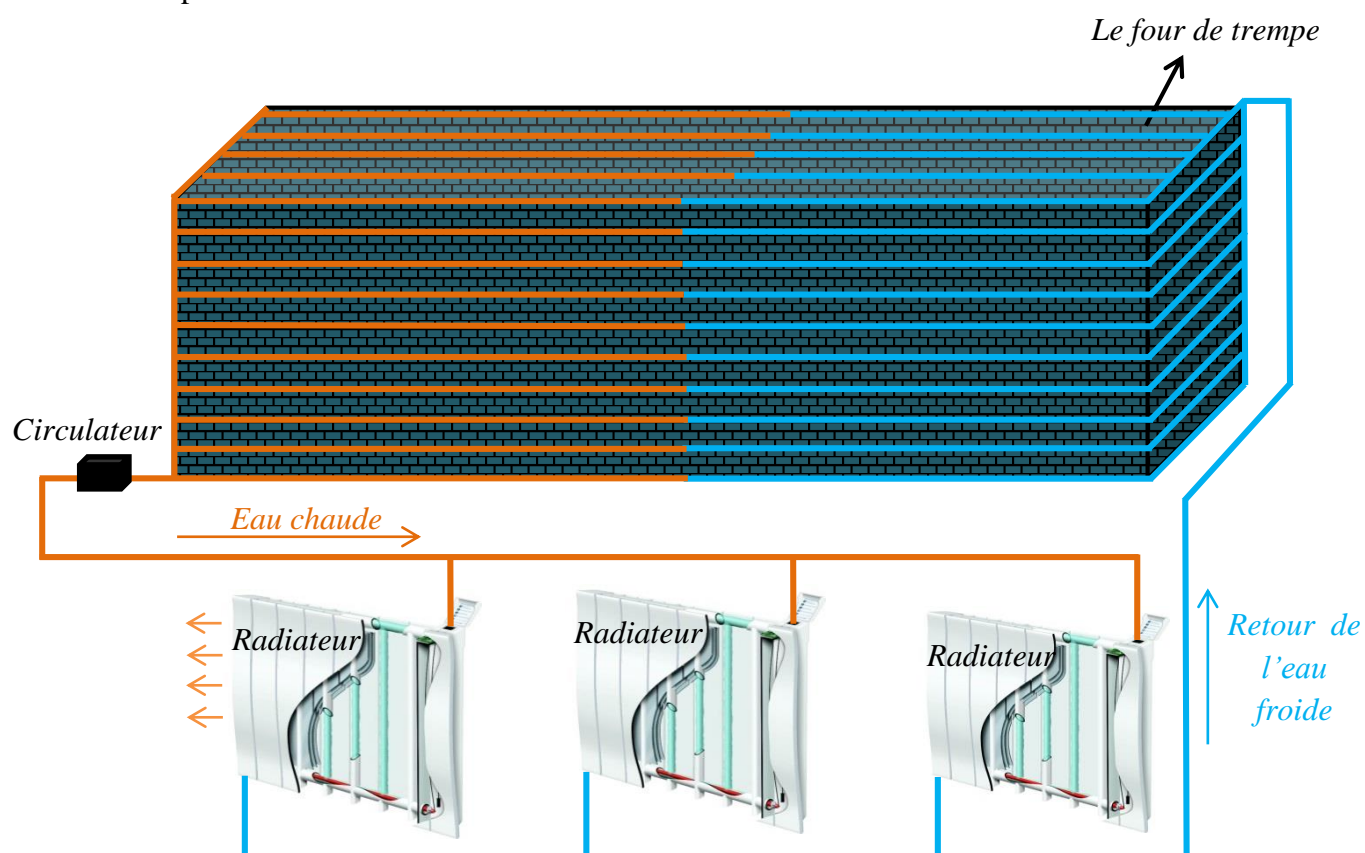 Le four de trempe
Circulateur
Eau chaude
Radiateur
Radiateur
Radiateur
Retour de
l’eau
froide